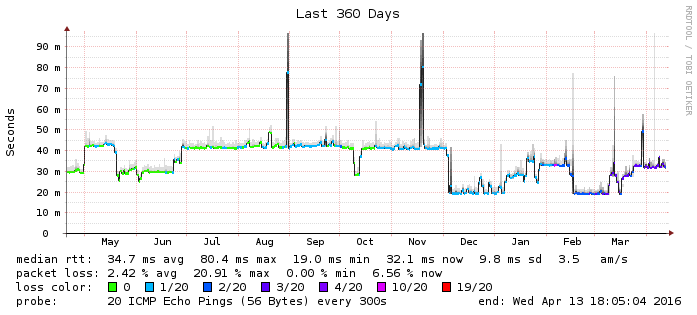 Last 360 Days
RRDTOOL / TOBI OETIKER
Seconds
90 m
80 m
70 m
60 m
50 m
40 m
30 m
20 m
10 m
0
May Jun Jul Aug Sep Oct Nov Dec Jan Feb Mar
median rtt: 34.7 ms avg 80.4 ms max 19.0 ms min 32.1 ms now 9.8 ms sd 3.5 am/s
packet loss: 2.42 % avg 20.91 % max 0.00 % min 6.56 % now
loss color: 0 1/20 2/20 3/20 4/20 10/20 19/20
probe: 20 ICMP Echo Pings (56 Bytes) every 300s end: Wed Apr 13 18:05:04 2016